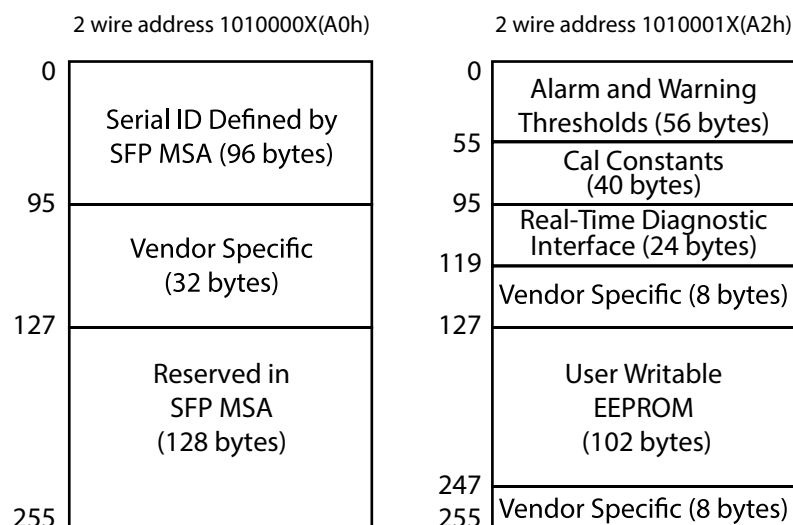 2 wire address 1010000X(A0h)
0
Serial ID Defined by
SFP MSA (96 bytes)
95
Vendor Specific
(32 bytes)
127
Reserved in
SFP MSA
(128 bytes)
255
2 wire address 1010001X(A2h)
0
Alarm and Warning
Thresholds (56 bytes)
55
Cal Constants
(40 bytes)
95
Real-Time Diagnostic
Interface (24 bytes)
119
Vendor Specific (8 bytes)
127
User Writable
EEPROM
(102 bytes)
247
Vendor Specific (8 bytes)
255